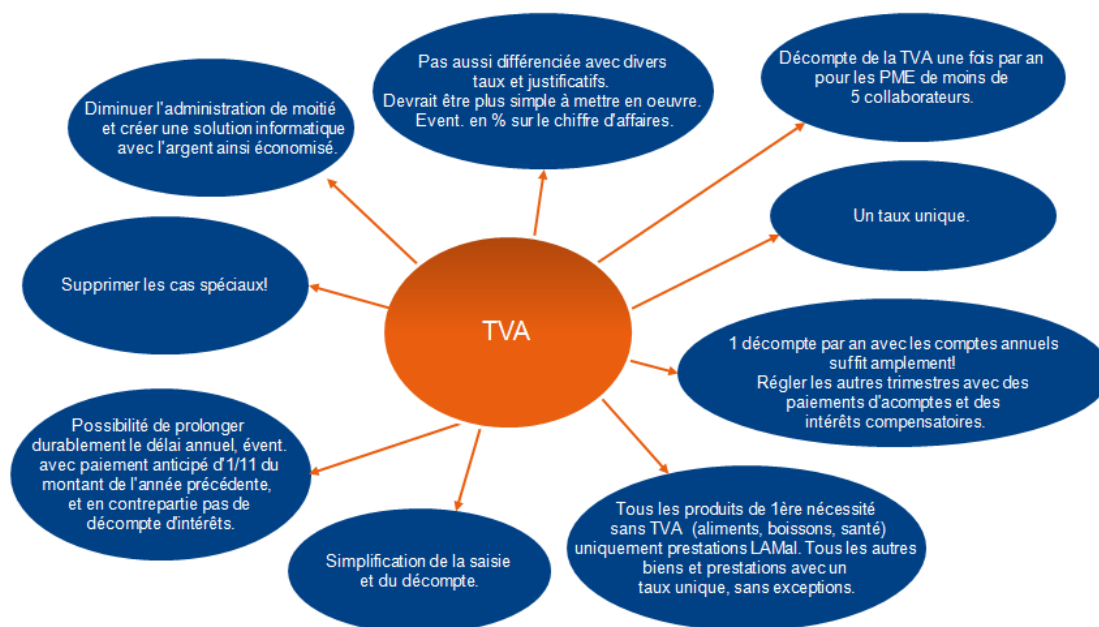 Pas aussi différenciée avec divers
taux et justificatifs.
Devrait être plus simple à mettre en oeuvre.
Event. en % sur le chiffre d'affaires.
Décompte de la TVA une fois par an
pour les PME de moins de
5 collaborateurs.
Diminuer l'administration de moitié
et créer une solution informatique
avec l'argent ainsi économisé.
Un taux unique.
Supprimer les cas spéciaux!
TVA
1 décompte par an avec les comptes annuels
suffit amplement!
Régler les autres trimestres avec des
paiements d'acomptes et des
intérêts compensatoires.
Possibilité de prolonger
durablement le délai annuel, évent.
avec paiement anticipé d'1/11 du
montant de l'année précédente,
et en contrepartie pas de
décompte d'intérêts.
Simplification de la saisie
et du décompte.
Tous les produits de 1ère nécessité
sans TVA (aliments, boissons, santé)
uniquement prestations LAMal. Tous les autres
biens et prestations avec un
taux unique, sans exceptions.